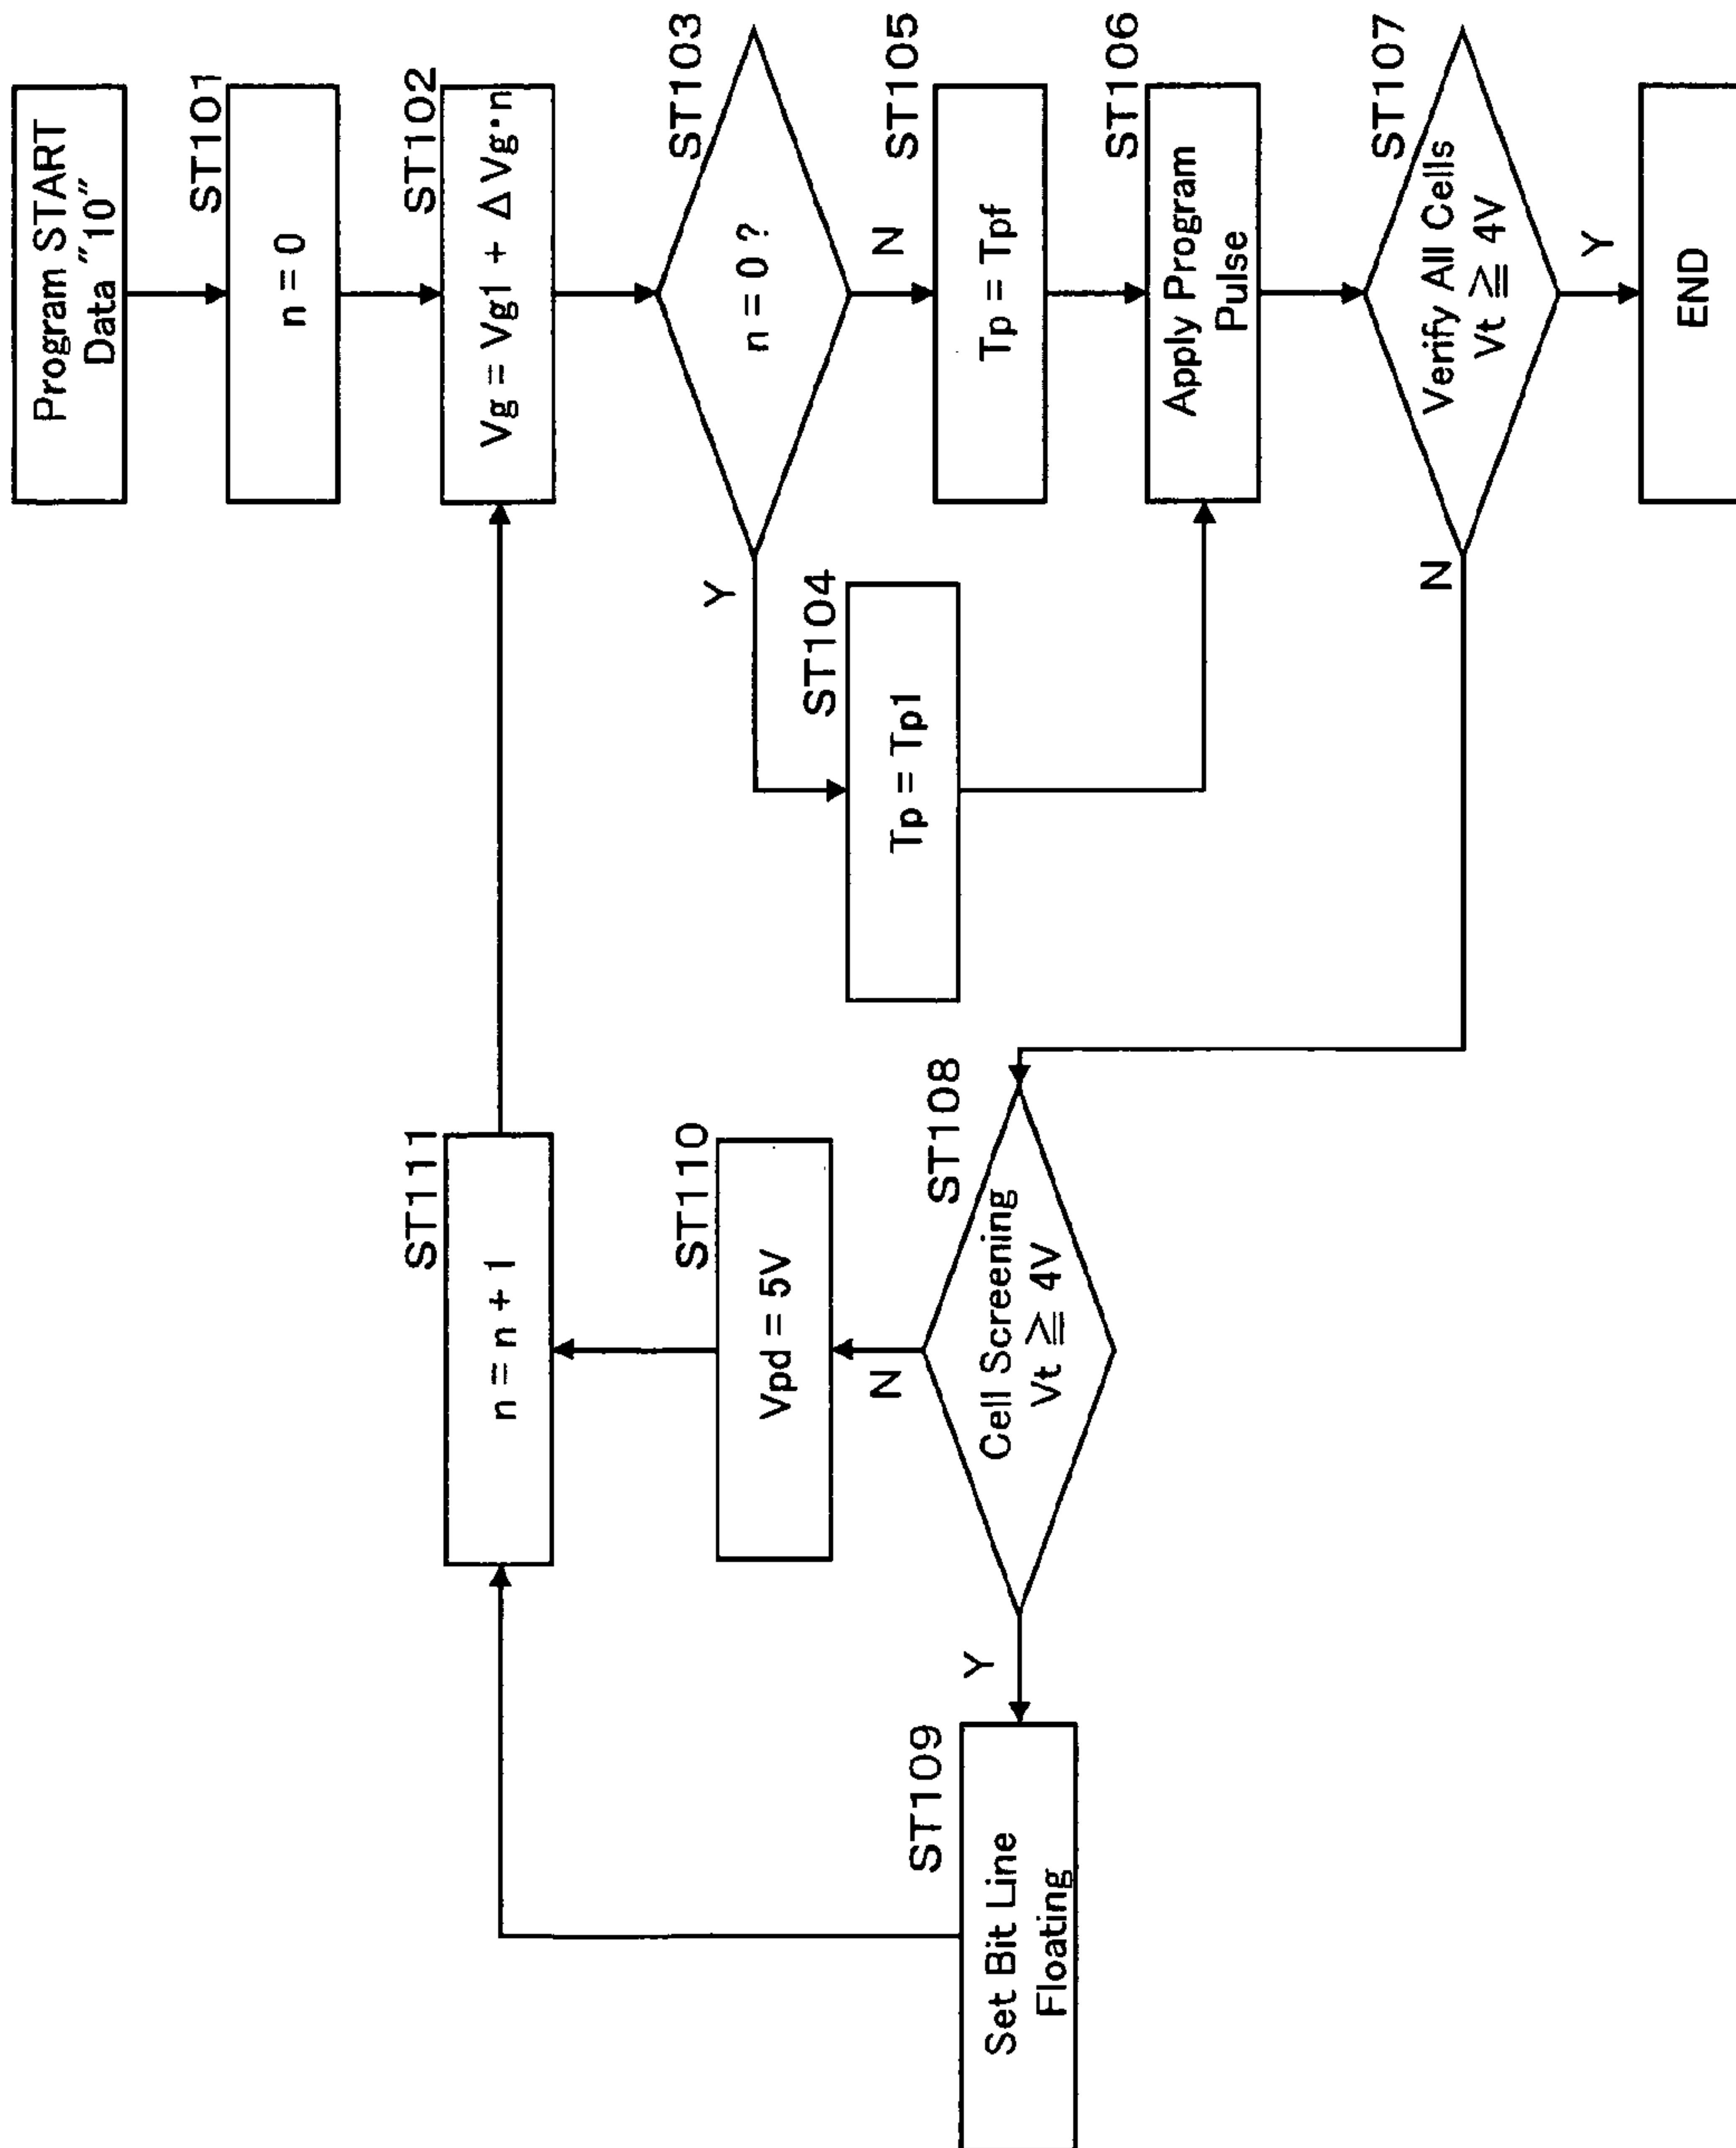 Program START
Data "10"
ST101
n = 0
ST102
Vg = Vg1 + Δ Vg·n
ST103
n = 0 ?
Y
N
ST104
Tp = Tp1
ST105
Tp = Tpf
ST106
Apply Program
Pulse
ST107
Verify All Cells
Vt ≧ 4V
N
Y
END
ST108
Cell Screening
Vt ≧ 4V
Y
N
ST109
Set Bit Line
Floating
ST110
Vpd = 5V
ST111
n = n + 1